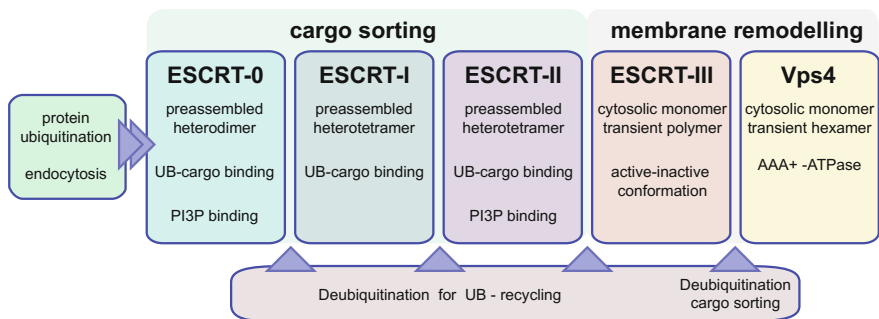 cargo sorting
membrane remodelling
protein
ubiquitination
endocytosis
ESCRT-0
preassembled
heterodimer
UB-cargo binding
PI3P binding
ESCRT-I
preassembled
heterotetramer
UB-cargo binding
ESCRT-II
preassembled
heterotetramer
UB-cargo binding
PI3P binding
ESCRT-III
cytosolic monomer
transient polymer
active-inactive
conformation
Vps4
cytosolic monomer
transient hexamer
AAA+ -ATPase
Deubiquitination for UB - recycling
Deubiquitination
cargo sorting